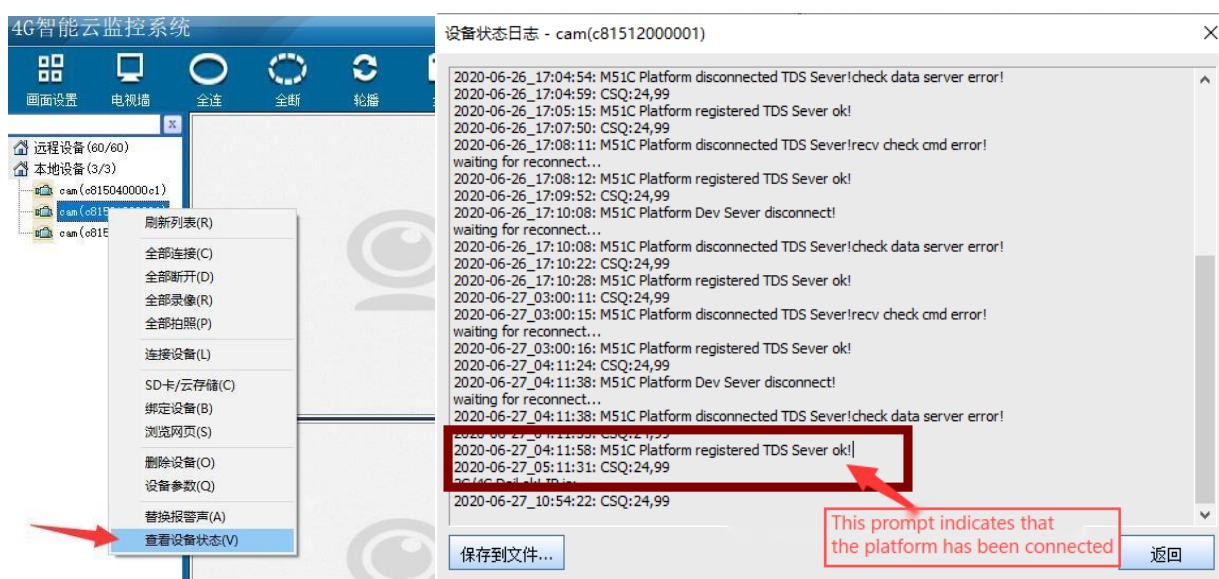 4G智能云监控系统
画面设置 电视墙 全连 全断 轮播
x
远程设备(60/60)
本地设备(3/3)
cam(c815040000c1)
cam(c815
cam(c815
刷新列表(R)
全部连接(C)
全部断开(D)
全部录像(R)
全部拍照(P)
连接设备(L)
SD卡/云存储(C)
绑定设备(B)
浏览网页(S)
删除设备(O)
设备参数(Q)
替换报警声(A)
查看设备状态(V)
设备状态日志 - cam(c81512000001)
2020-06-26_17:04:54: M51C Platform disconnected TDS Sever!check data server error!
2020-06-26_17:04:59: CSQ:24,99
2020-06-26_17:05:15: M51C Platform registered TDS Sever ok!
2020-06-26_17:07:50: CSQ:24,99
2020-06-26_17:08:11: M51C Platform disconnected TDS Sever!recv check cmd error!
waiting for reconnect...
2020-06-26_17:08:12: M51C Platform registered TDS Sever ok!
2020-06-26_17:09:52: CSQ:24,99
2020-06-26_17:10:08: M51C Platform Dev Sever disconnect!
waiting for reconnect...
2020-06-26_17:10:08: M51C Platform disconnected TDS Sever!check data server error!
2020-06-26_17:10:22: CSQ:24,99
2020-06-26_17:10:28: M51C Platform registered TDS Sever ok!
2020-06-27_03:00:11: CSQ:24,99
2020-06-27_03:00:15: M51C Platform disconnected TDS Sever!recv check cmd error!
waiting for reconnect...
2020-06-27_03:00:16: M51C Platform registered TDS Sever ok!
2020-06-27_04:11:24: CSQ:24,99
2020-06-27_04:11:38: M51C Platform Dev Sever disconnect!
waiting for reconnect...
2020-06-27_04:11:38: M51C Platform disconnected TDS Sever!check data server error!
2020-06-27_04:11:58: M51C Platform registered TDS Sever ok!
2020-06-27_05:11:31: CSQ:24,99
2020-06-27_10:54:22: CSQ:24,99
This prompt indicates that
the platform has been connected
保存到文件...
返回